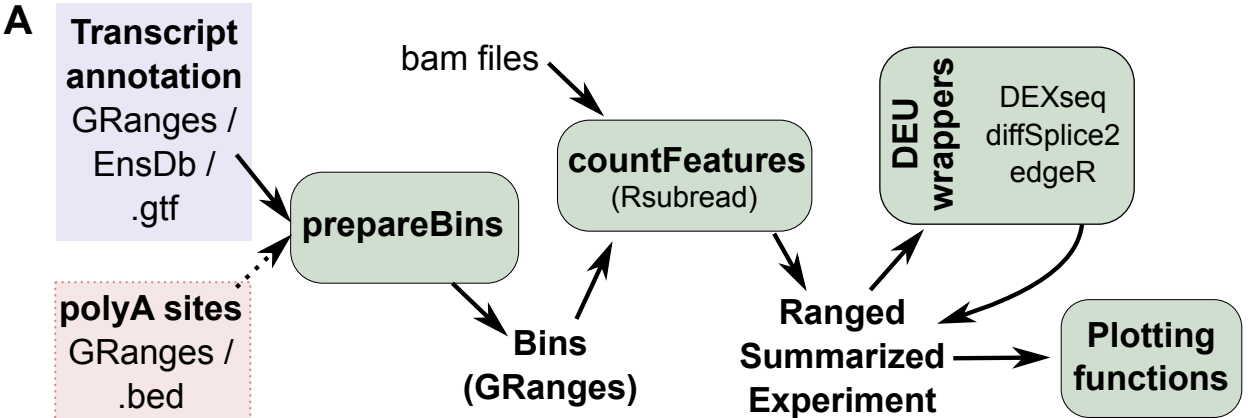 A
Transcript
annotation
GRanges /
EnsDb /
.gtf
polyA sites
GRanges /
.bed
prepareBins
Bins
(GRanges)
bam files
countFeatures
(Rsubread)
Ranged
Summarized
Experiment
DEU
wrappers
DEXseq
diffSplice2
edgeR
Plotting
functions